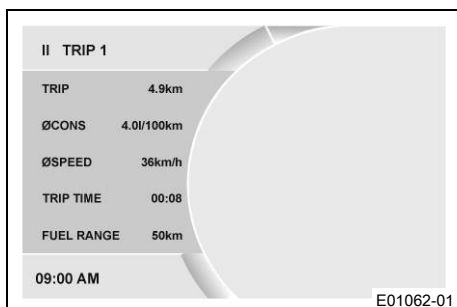 II TRIP 1
TRIP 4.9km
ØCONS 4.0l/100km
ØSPEED 36km/h
TRIP TIME 00:08
FUEL RANGE 50km
09:00 AM
E01062-01